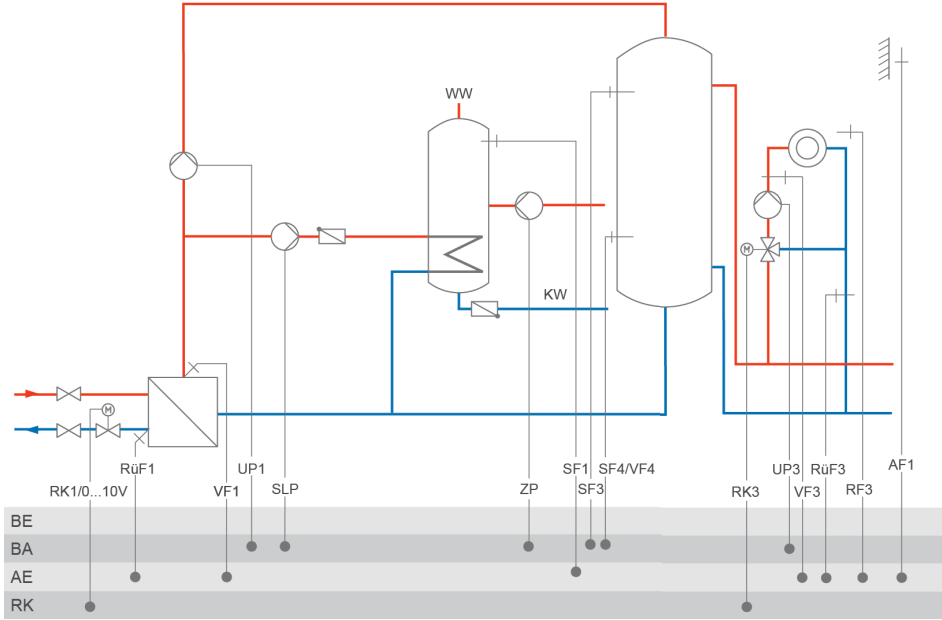 WW
M
KW
M
RüF1 UP1 SF1 SF4/VF4 UP3 RüF3 AF1
RK1/0...10V VF1 SLP ZP SF3 RK3 VF3 RF3
BE
BA
AE
RK